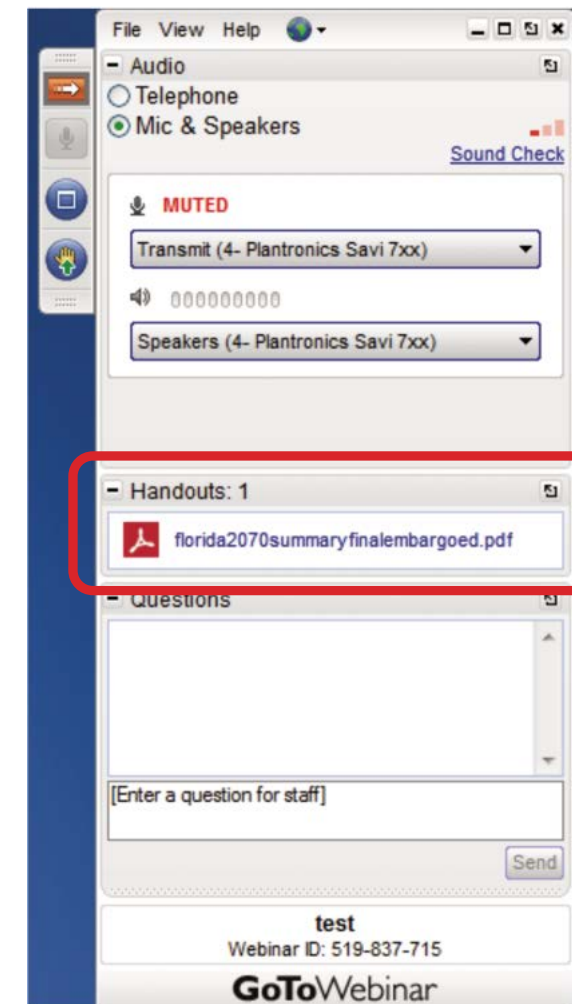 File View Help
Audio
Telephone
Mic & Speakers
Sound Check
MUTED
Transmit (4- Plantronics Savi 7xx)
000000000
Speakers (4- Plantronics Savi 7xx)
Handouts: 1
florida2070summaryfinalembargoed.pdf
Questions
[Enter a question for staff]
Send
test
Webinar ID: 519-837-715
GoToWebinar